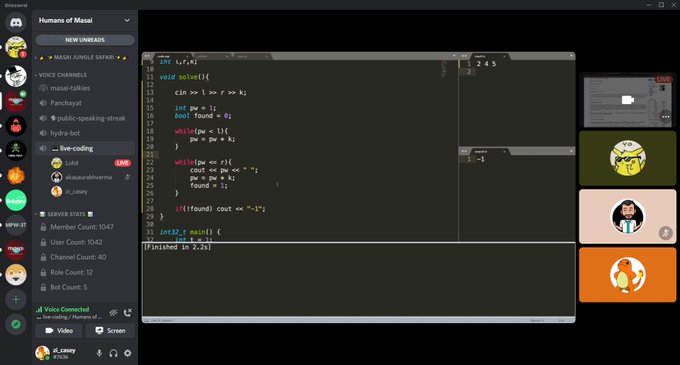 Discord
Humans of Masai
NEW UNREADS
MASAI JUNGLE SAFARI
VOICE CHANNELS
masai-talkies
Panchayat
public-speaking-streak
hydra-bot
live-coding
Lohit LIVE
akasaurabhverma
zi_casey
SERVER STATS
Member Count: 1047
User Count: 1042
Channel Count: 40
Role Count: 12
Bot Count: 5
Voice Connected
live-coding / Humans of ...
Video Screen
zi_casey
#7636
masai
Bokdev
MPW-3T
masai
9 int l,r,k;
10
11 void solve(){
12
13 cin >> l >> r >> k;
14
15 int pw = 1;
16 bool found = 0;
17
18 while(pw < l){
19 pw = pw * k;
20 }
21
22 while(pw <= r){
23 cout << pw << " ";
24 pw = pw * k;
25 found = 1;
26 }
27
28 if(!found) cout << "-1";
29 }
30
31 int32_t main() {
32 int t = 1;
[Finished in 2.2s]
1 2 4 5
2
1 -1
LIVE
Vo.